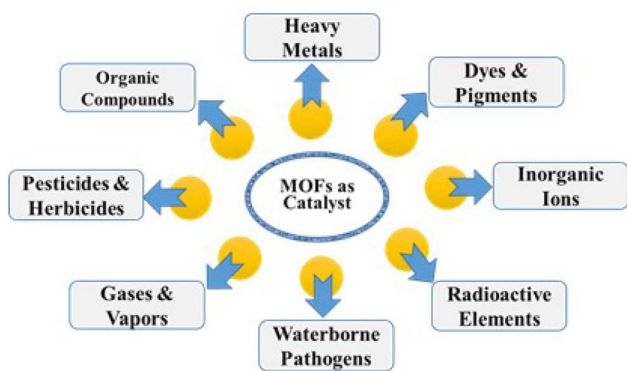 Heavy
Metals
Organic
Compounds
Dyes &
Pigments
Pesticides &
Herbicides
MOFs as
Catalyst
Inorganic
Ions
Gases &
Vapors
Radioactive
Elements
Waterborne
Pathogens